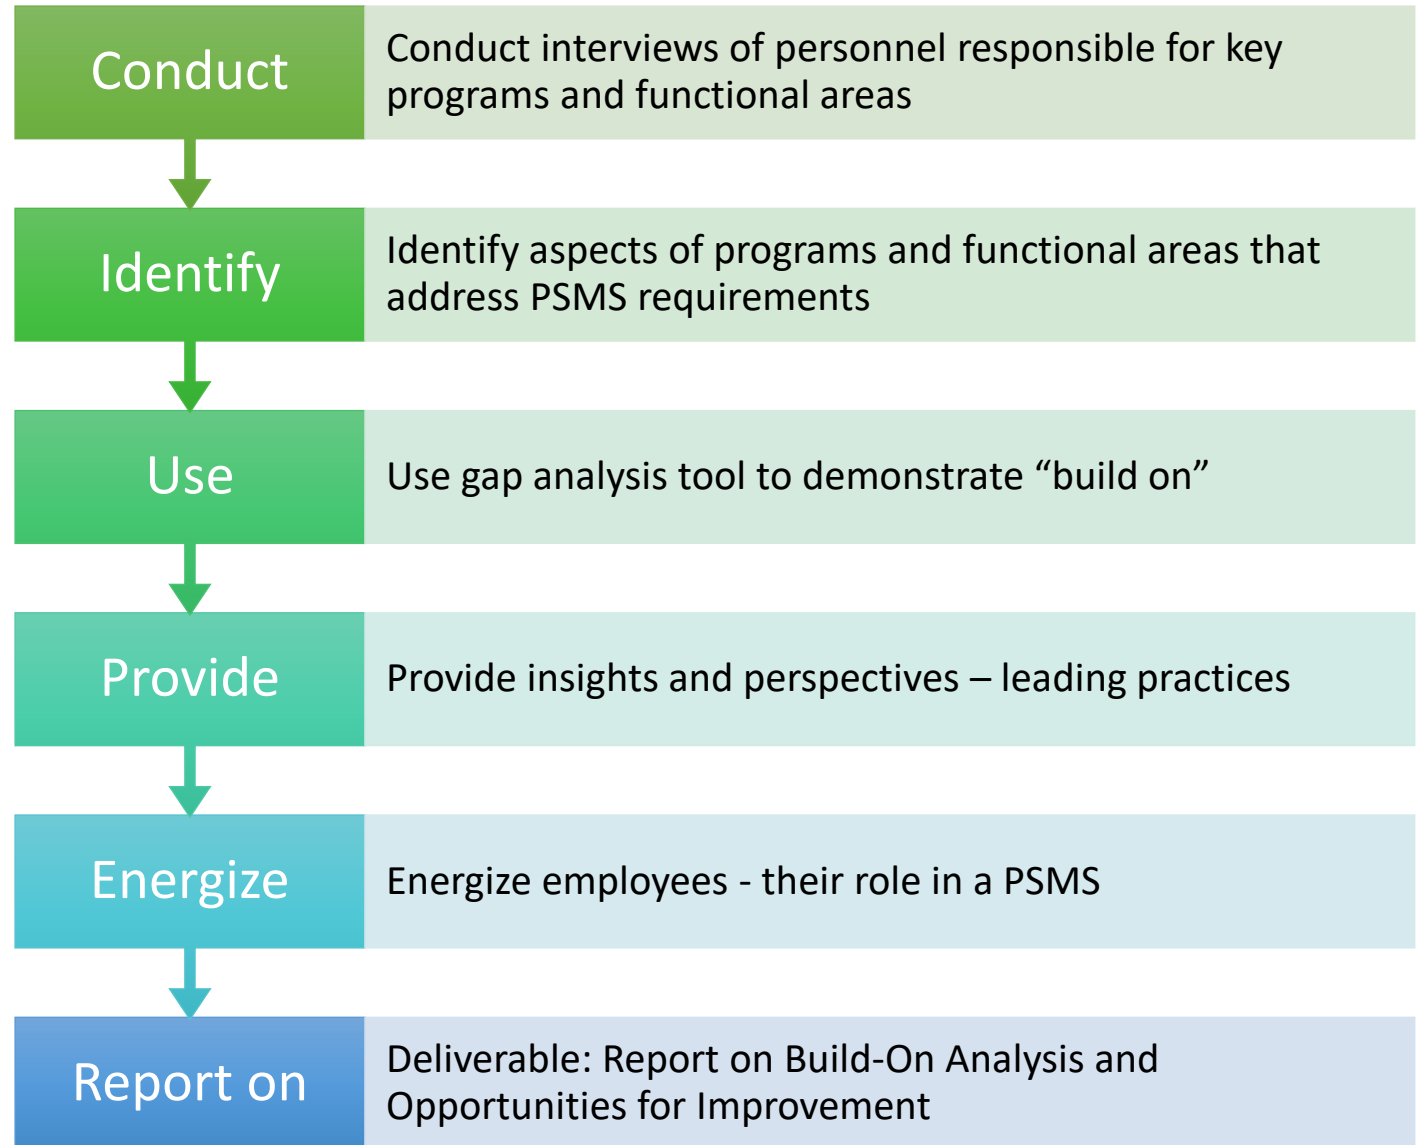 Conduct
Conduct interviews of personnel responsible for key
programs and functional areas
Identify
Identify aspects of programs and functional areas that
address PSMS requirements
Use
Use gap analysis tool to demonstrate “build on”
Provide
Provide insights and perspectives – leading practices
Energize
Energize employees - their role in a PSMS
Report on
Deliverable: Report on Build-On Analysis and
Opportunities for Improvement